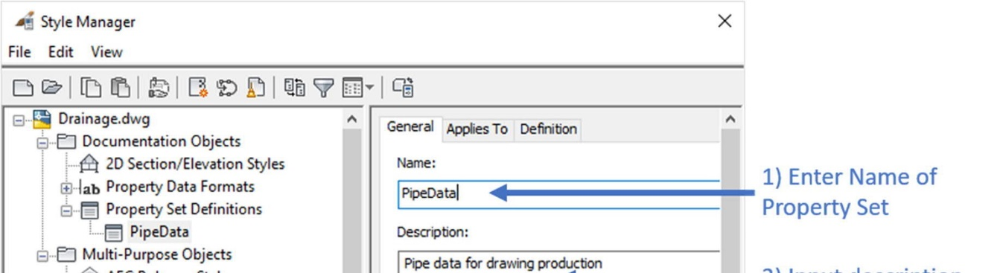 Style Manager
File Edit View
Drainage.dwg
Documentation Objects
2D Section/Elevation Styles
ab Property Data Formats
Property Set Definitions
PipeData
Multi-Purpose Objects
General Applies To Definition
Name:
PipeData
Description:
Pipe data for drawing production
1) Enter Name of
Property Set
2) Input description